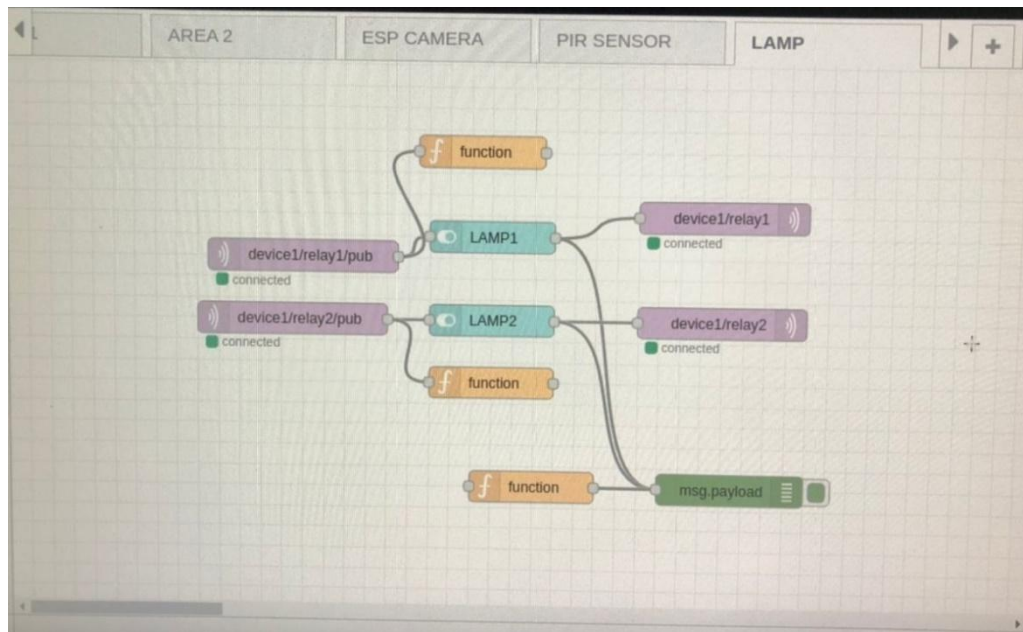 1
AREA 2
ESP CAMERA
PIR SENSOR
LAMP
function
device1/relay1/pub
connected
LAMP1
device1/relay1
connected
device1/relay2/pub
connected
LAMP2
device1/relay2
connected
function
function
msg.payload